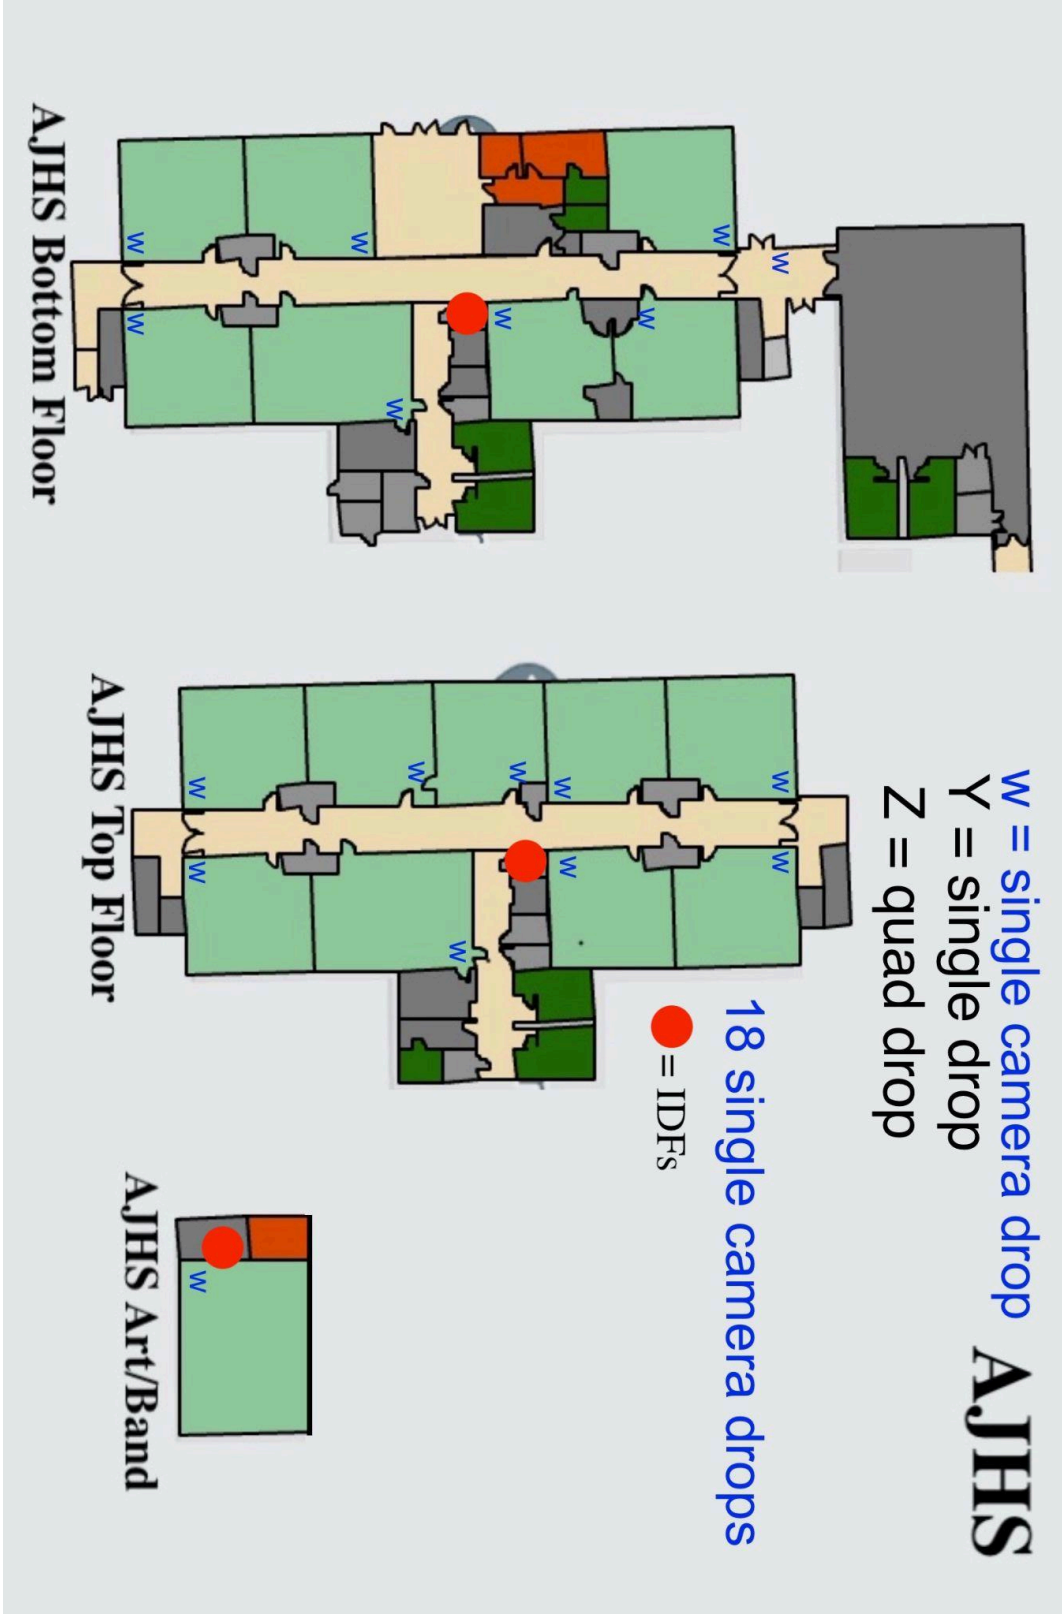 AJHS
w = single camera drop
Y = single drop
Z = quad drop
18 single camera drops
= IDFs
w
w
w
w
w
w
w
w
AJHS Bottom Floor
w
w
w
w
w
w
w
w
w
AJHS Top Floor
w
AJHS Art/Band